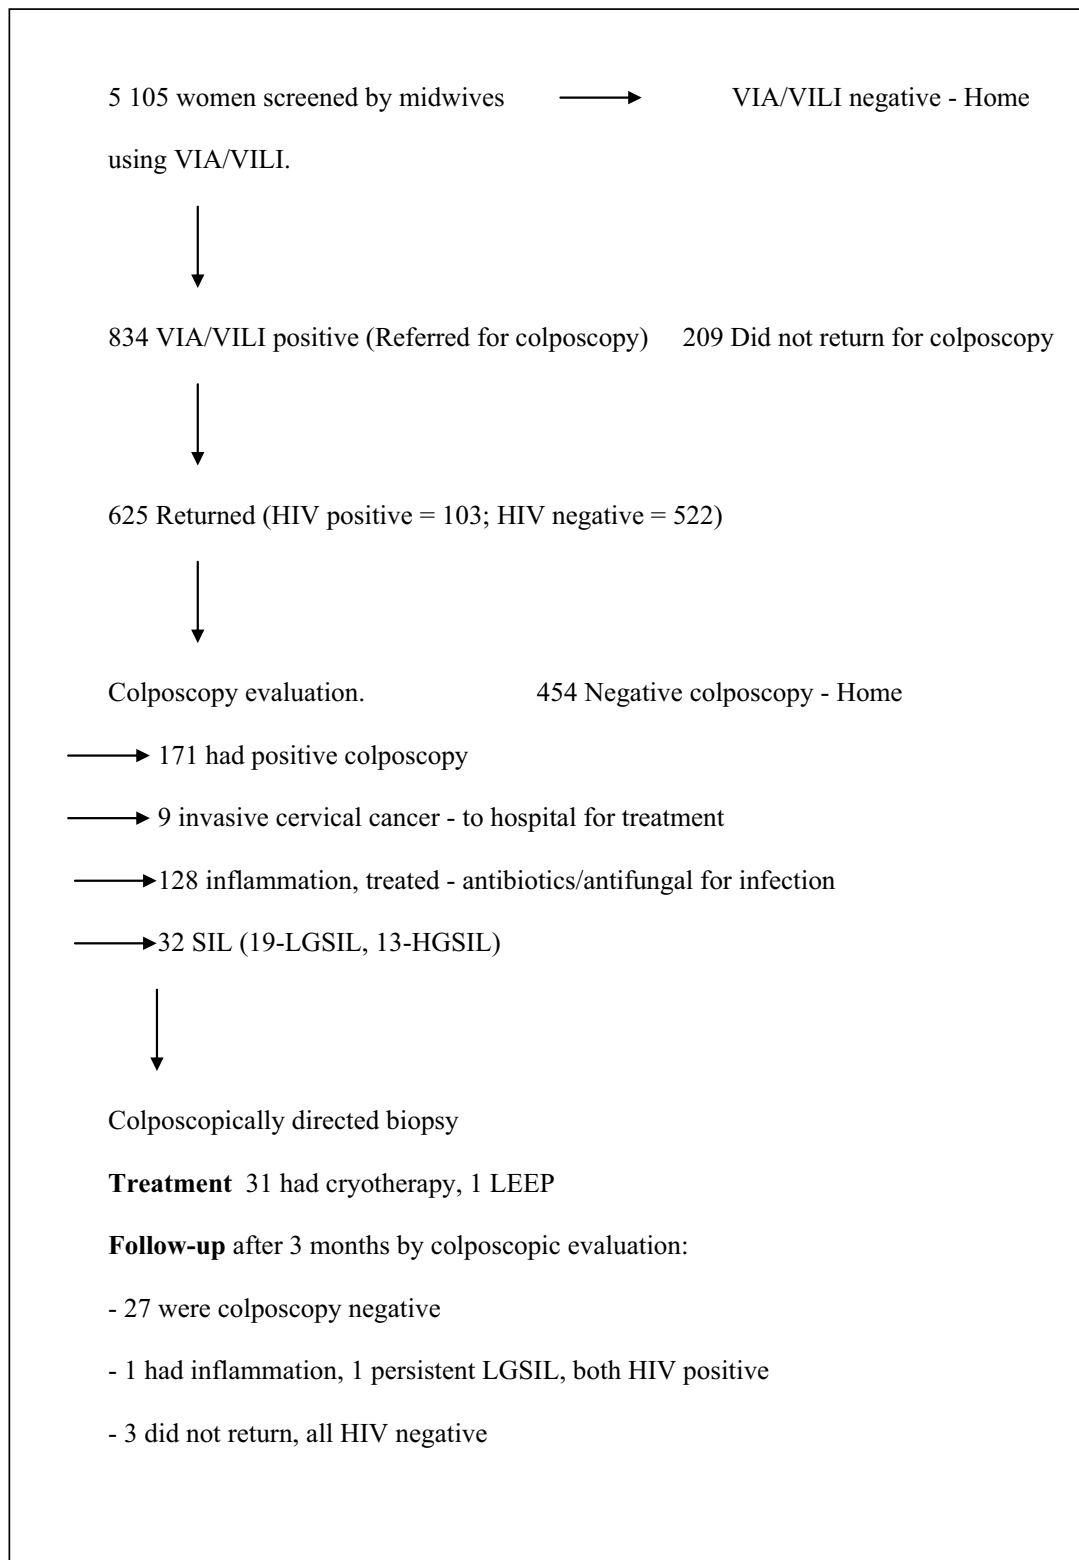 5 105 women screened by midwives VIA/VILI negative - Home
using VIA/VILI.
834 VIA/VILI positive (Referred for colposcopy) 209 Did not return for colposcopy
625 Returned (HIV positive = 103; HIV negative = 522)
Colposcopy evaluation. 454 Negative colposcopy - Home
171 had positive colposcopy
9 invasive cervical cancer - to hospital for treatment
128 inflammation, treated - antibiotics/antifungal for infection
32 SIL (19-LGSIL, 13-HGSIL)
Colposcopically directed biopsy
Treatment 31 had cryotherapy, 1 LEEP
Follow-up after 3 months by colposcopic evaluation:
- 27 were colposcopy negative
- 1 had inflammation, 1 persistent LGSIL, both HIV positive
- 3 did not return, all HIV negative